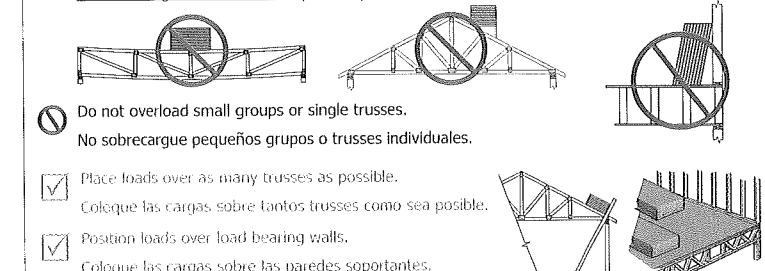 Do not overload small groups or single trusses.
No sobrecargue pequeños grupos o trusses individuales.
Place loads over as many trusses as possible.
Coloque las cargas sobre tantos trusses como sea posible.
Position loads over load bearing walls.
Coloque las cargas sobre las paredes soportantes.